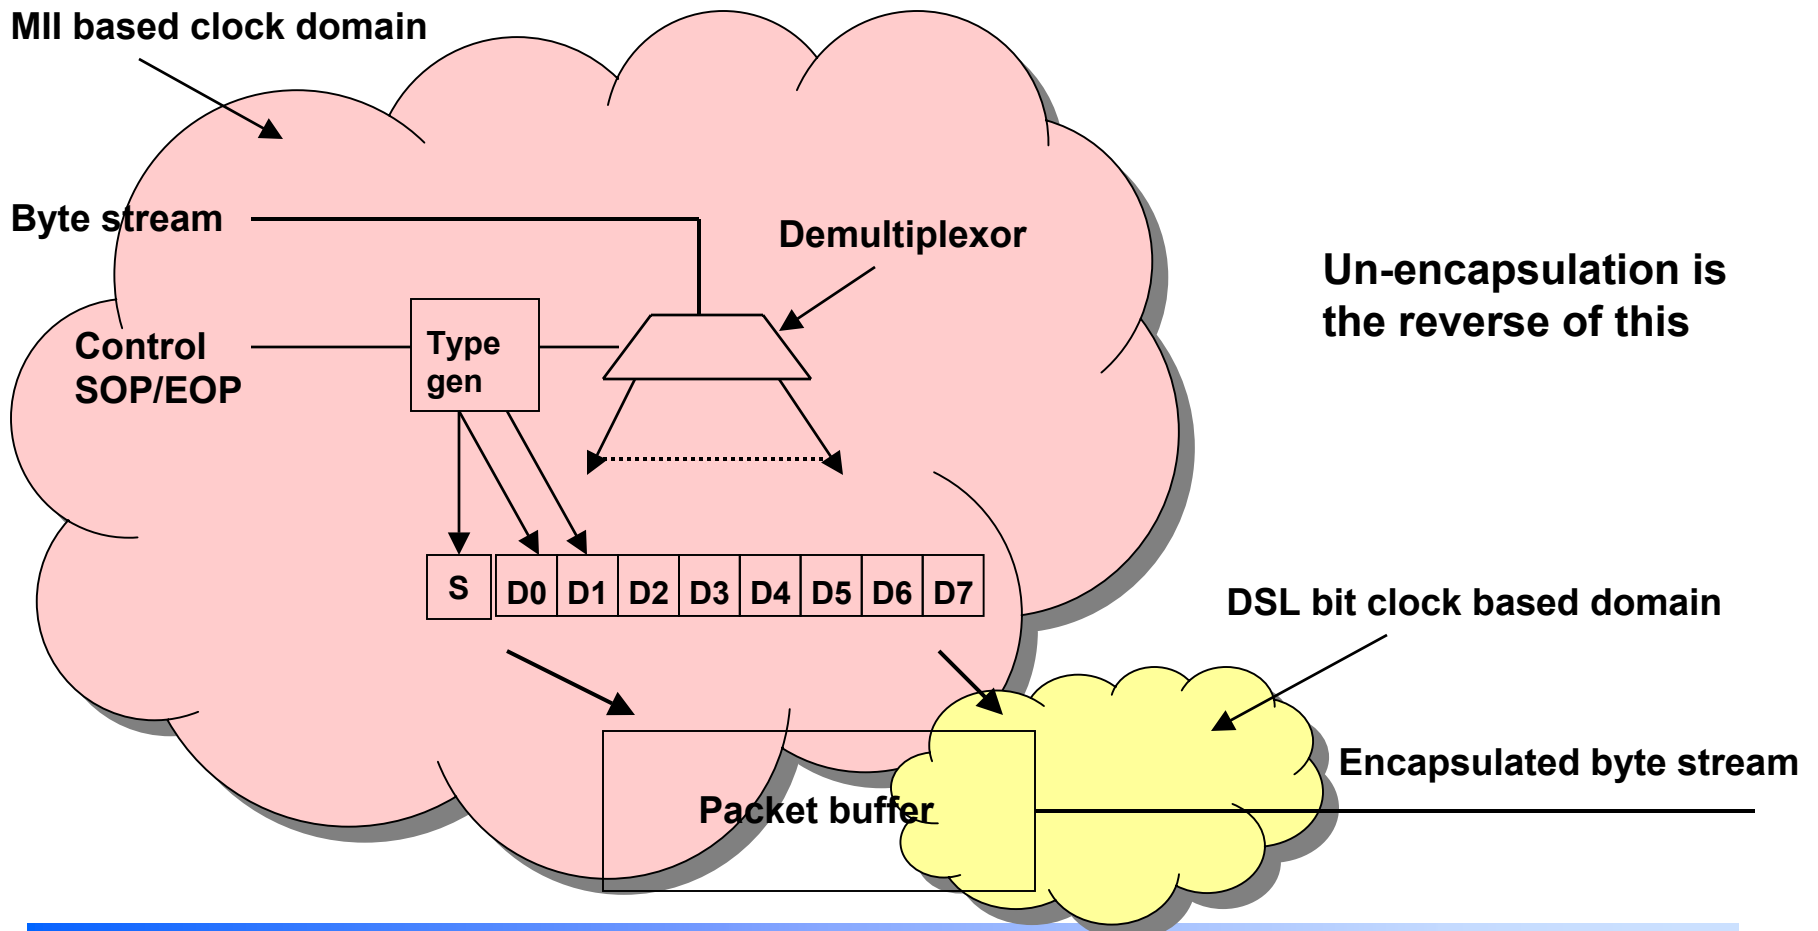 MII based clock domain
Byte stream
Demultiplexor
Un-encapsulation is
the reverse of this
Control
SOP/EOP
Type
gen
S D0 D1 D2 D3 D4 D5 D6 D7
DSL bit clock based domain
Encapsulated byte stream
Packet buffer